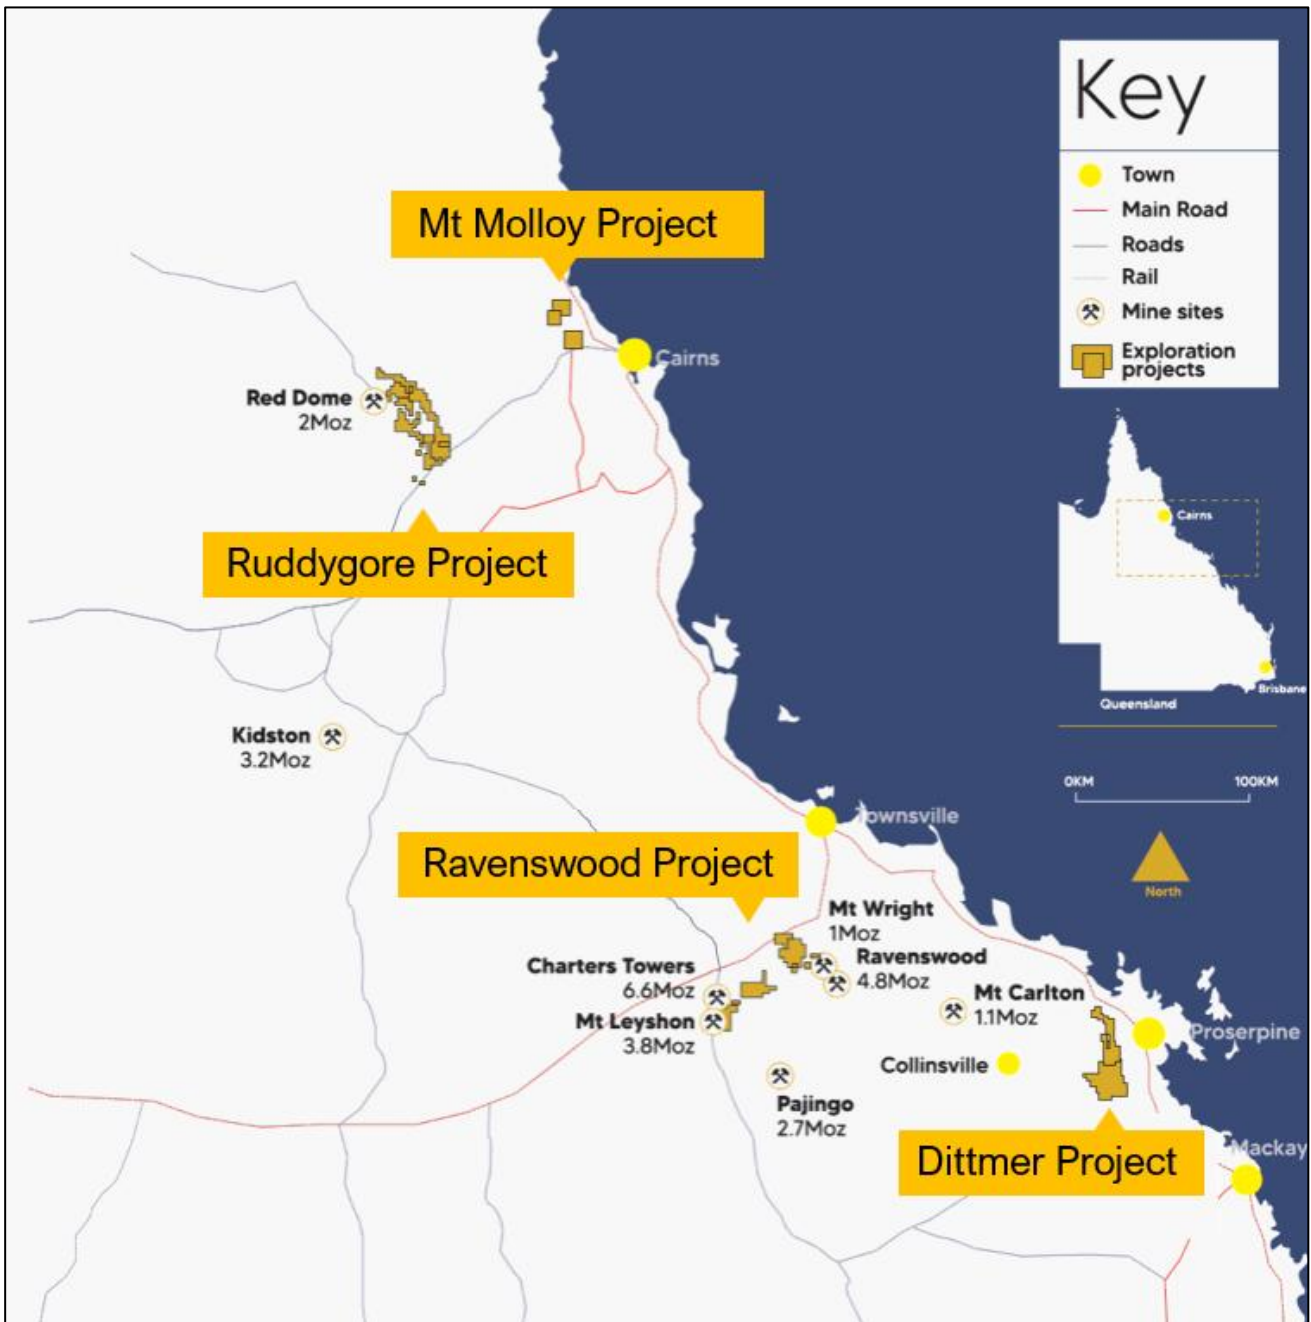 Key
Town
Main Road
Roads
Rail
Mine sites
Exploration
projects
Mt Molloy Project
Cairns
Red Dome
2Moz
Ruddygore Project
Cairns
Brisbane
Queensland
Kidston
3.2Moz
0KM
100KM
North
Townsville
Ravenswood Project
Mt Wright
1Moz
Ravenswood
4.8Moz
Charters Towers
6.6Moz
Mt Leyshon
3.8Moz
Mt Carlton
1.1Moz
Proserpine
Collinsville
Pajingo
2.7Moz
Dittmer Project
Mackay